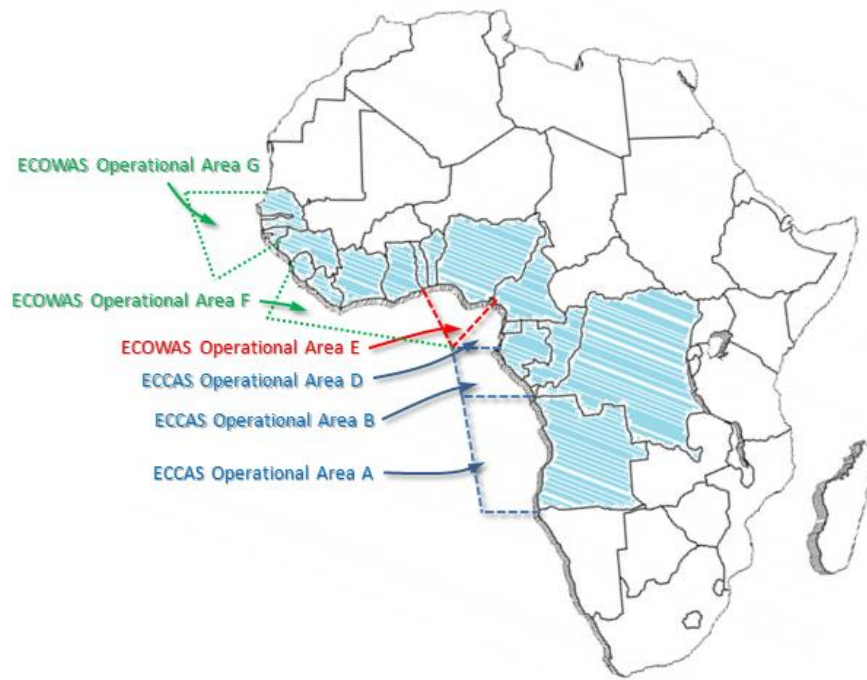 ECOWAS Operational Area G
ECOWAS Operational Area F
ECOWAS Operational Area E
ECCAS Operational Area D
ECCAS Operational Area B
ECCAS Operational Area A